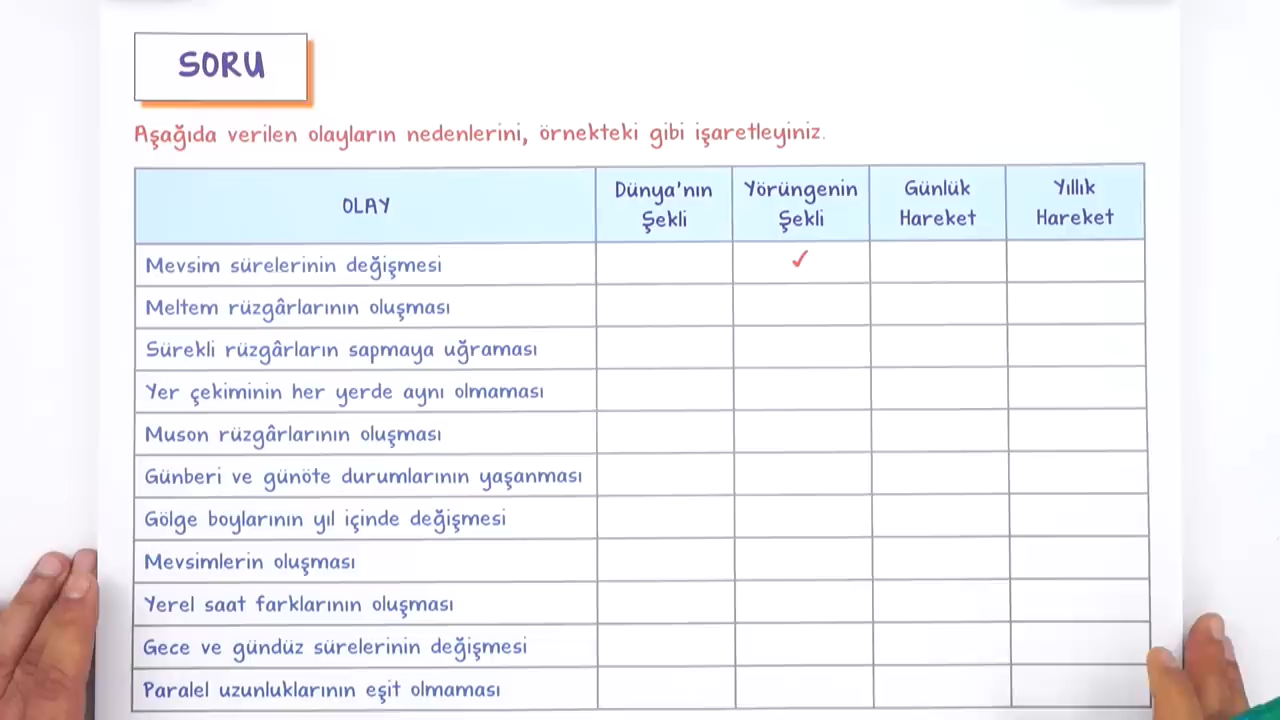 SORU
Aşağıda verilen olayların nedenlerini, örnekteki gibi işaretleyiniz.
OLAY
Dünya'nın
Şekli
Yörüngenin
Şekli
Günlük
Hareket
Yıllık
Hareket
Mevsim sürelerinin değişmesi ✓
Meltem rüzgârlarının oluşması
Sürekli rüzgârların sapmaya uğraması
Yer çekiminin her yerde aynı olmaması
Muson rüzgârlarının oluşması
Günberi ve günöte durumlarının yaşanması
Gölge boylarının yıl içinde değişmesi
Mevsimlerin oluşması
Yerel saat farklarının oluşması
Gece ve gündüz sürelerinin değişmesi
Paralel uzunluklarının eşit olmaması